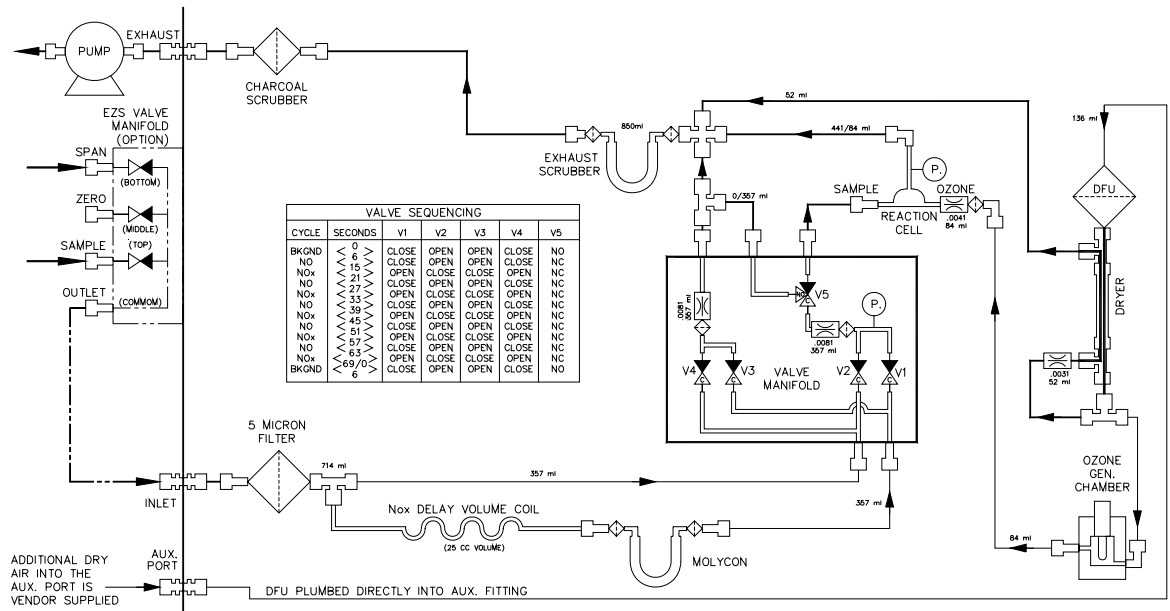 EXHAUST
PUMP
CHARCOAL
SCRUBBER
EZS VALVE
MANIFOLD
(OPTION)
SPAN
(BOTTOM)
ZERO
(MIDDLE)
(TOP)
SAMPLE
OUTLET
(COMMOM)
52 ml
136 ml
850ml
441/84 ml
EXHAUST
SCRUBBER
P.
DFU
0/357 ml
SAMPLE
OZONE
REACTION
CELL
.0041
84 ml
VALVE SEQUENCING
CYCLE SECONDS V1 V2 V3 V4 V5
BKGND < 0 > CLOSE OPEN OPEN CLOSE NO
NO < 6 > CLOSE OPEN OPEN CLOSE NC
NOx < 15 > OPEN CLOSE CLOSE OPEN NC
NO < 21 > CLOSE OPEN OPEN CLOSE NC
NOx < 27 > OPEN CLOSE CLOSE OPEN NC
NO < 33 > CLOSE OPEN OPEN CLOSE NC
NOx < 39 > OPEN CLOSE CLOSE OPEN NC
NO < 45 > CLOSE OPEN OPEN CLOSE NC
NOx < 51 > OPEN CLOSE CLOSE OPEN NC
NO < 57 > CLOSE OPEN OPEN CLOSE NC
NOx < 63 > OPEN CLOSE CLOSE OPEN NC
BKGND < 69/0 > CLOSE OPEN OPEN CLOSE NO
6
.0081
357 ml
NO
C
V5
P.
.0081
357 ml
V4
C
V3
C
VALVE
MANIFOLD
V2
C
V1
C
DRYER
.0031
52 ml
5 MICRON
FILTER
714 ml
357 ml
INLET
NOx DELAY VOLUME COIL
(25 CC VOLUME)
357 ml
MOLYCON
OZONE
GEN.
CHAMBER
84 ml
ADDITIONAL DRY
AIR INTO THE
AUX. PORT IS
VENDOR SUPPLIED
AUX.
PORT
DFU PLUMBED DIRECTLY INTO AUX. FITTING